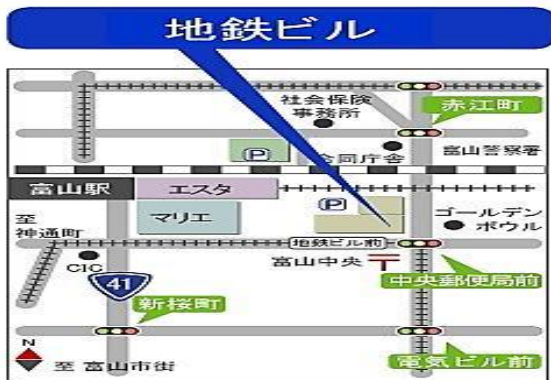 地鉄ビル
社会保険
事務所
赤江町
P
合同庁舎
富山警察署
富山駅
エスタ
P
マリエ
ゴールデン
ボウル
至
神通町
地鉄ビル前
CIC
富山中央
〒
中央郵便局前
41
新桜町
N
至 富山市街
電気ビル前